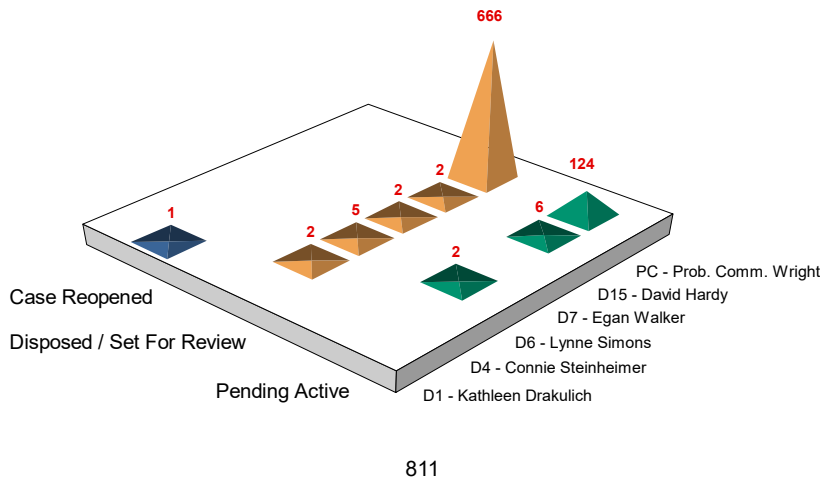 666
124
2
2
6
5
1
2
2
PC - Prob. Comm. Wright
D15 - David Hardy
Case Reopened
D7 - Egan Walker
Disposed / Set For Review
D6 - Lynne Simons
D4 - Connie Steinheimer
Pending Active
D1 - Kathleen Drakulich
811